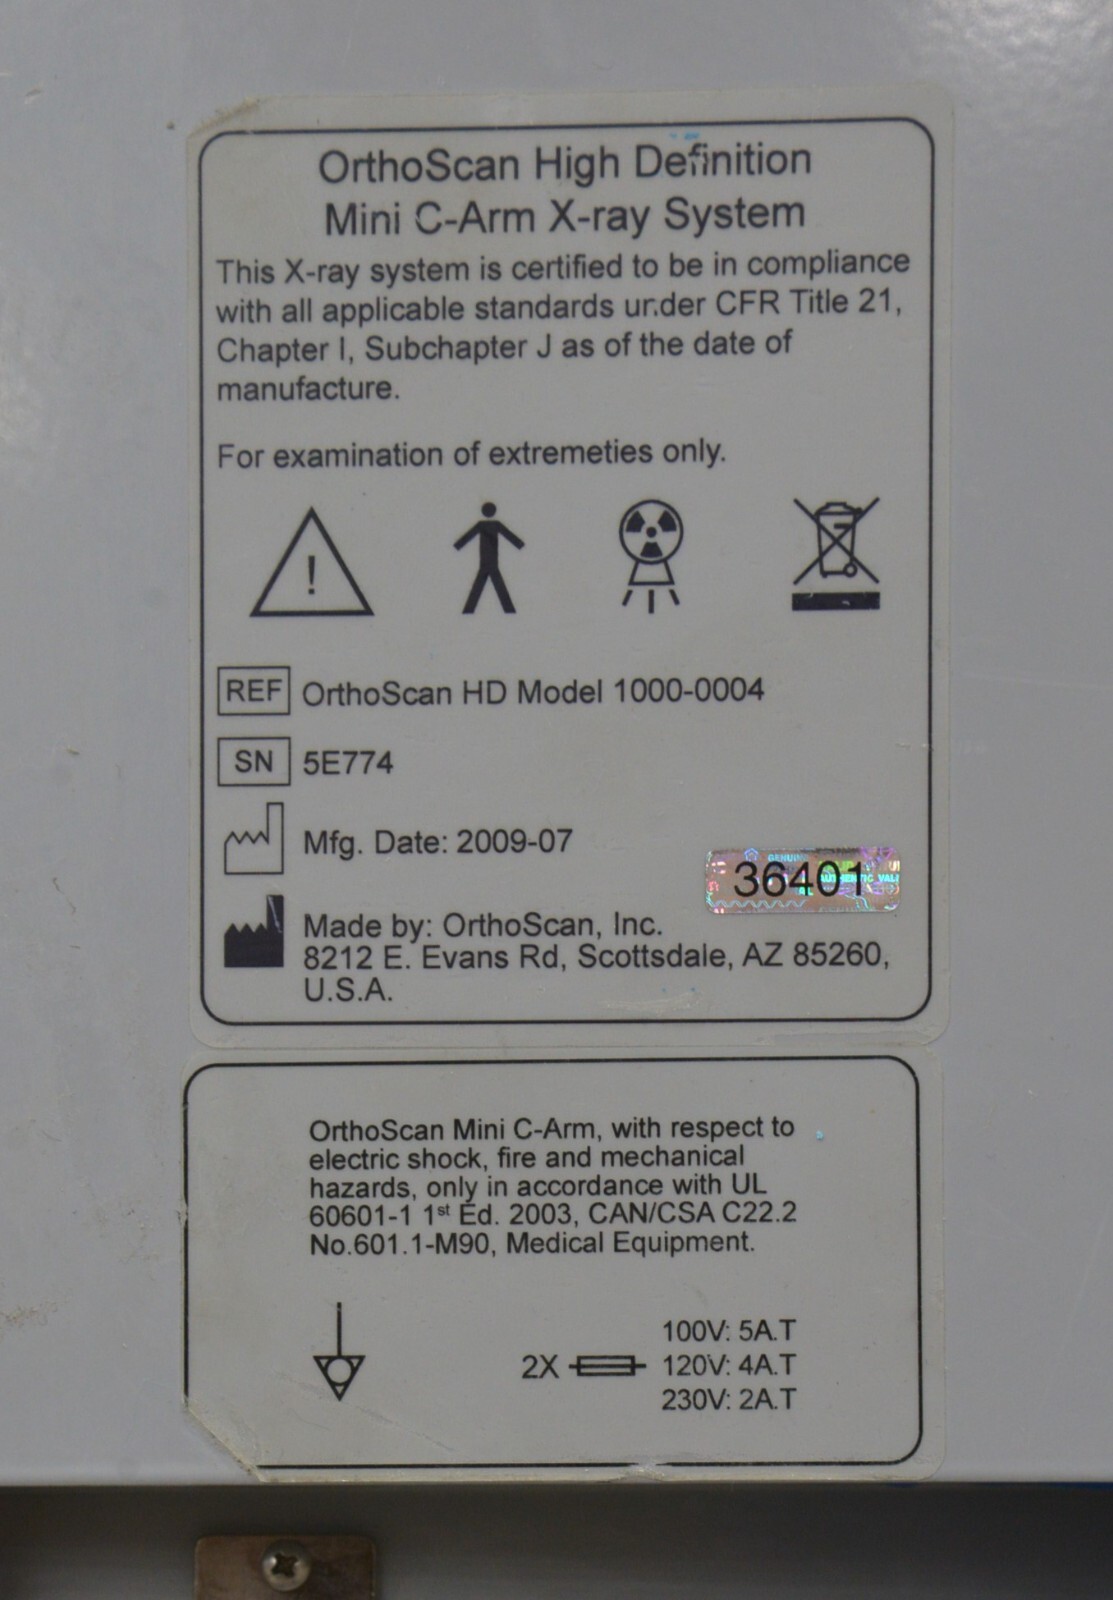 OrthoScan High Definition
Mini C-Arm X-ray System
This X-ray system is certified to be in compliance
with all applicable standards under CFR Title 21,
Chapter I, Subchapter J as of the date of
manufacture.
For examination of extremeties only.
!
REF OrthoScan HD Model 1000-0004
SN 5E774
Mfg. Date: 2009-07
GENUINE
AUTHENTIC VALI
36401
Made by: OrthoScan, Inc.
8212 E. Evans Rd, Scottsdale, AZ 85260,
U.S.A.
OrthoScan Mini C-Arm, with respect to
electric shock, fire and mechanical
hazards, only in accordance with UL
60601-1 1st Ed. 2003, CAN/CSA C22.2
No.601.1-M90, Medical Equipment.
100V: 5A.T
2X 120V: 4A.T
230V: 2A.T